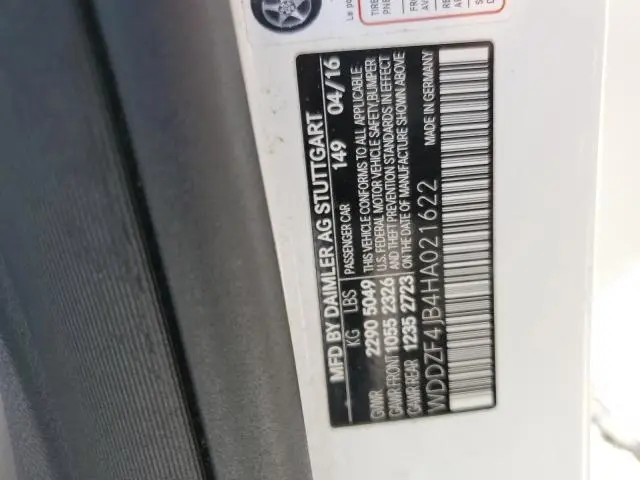 MFD BY DAIMLER AG STUTTGART
KG LBS PASSENGER CAR 149 04/16
GVWR 2290 5049
GAWR FRONT 1055 2326
GAWR REAR 1235 2723
THIS VEHICLE CONFORMS TO ALL APPLICABLE
U.S. FEDERAL MOTOR VEHICLE SAFETY,BUMPER
AND THEFT PREVENTION STANDARDS IN EFFECT
ON THE DATE OF MANUFACTURE SHOWN ABOVE
WDDZF4JB4HA021622 MADE IN GERMANY
TIRE